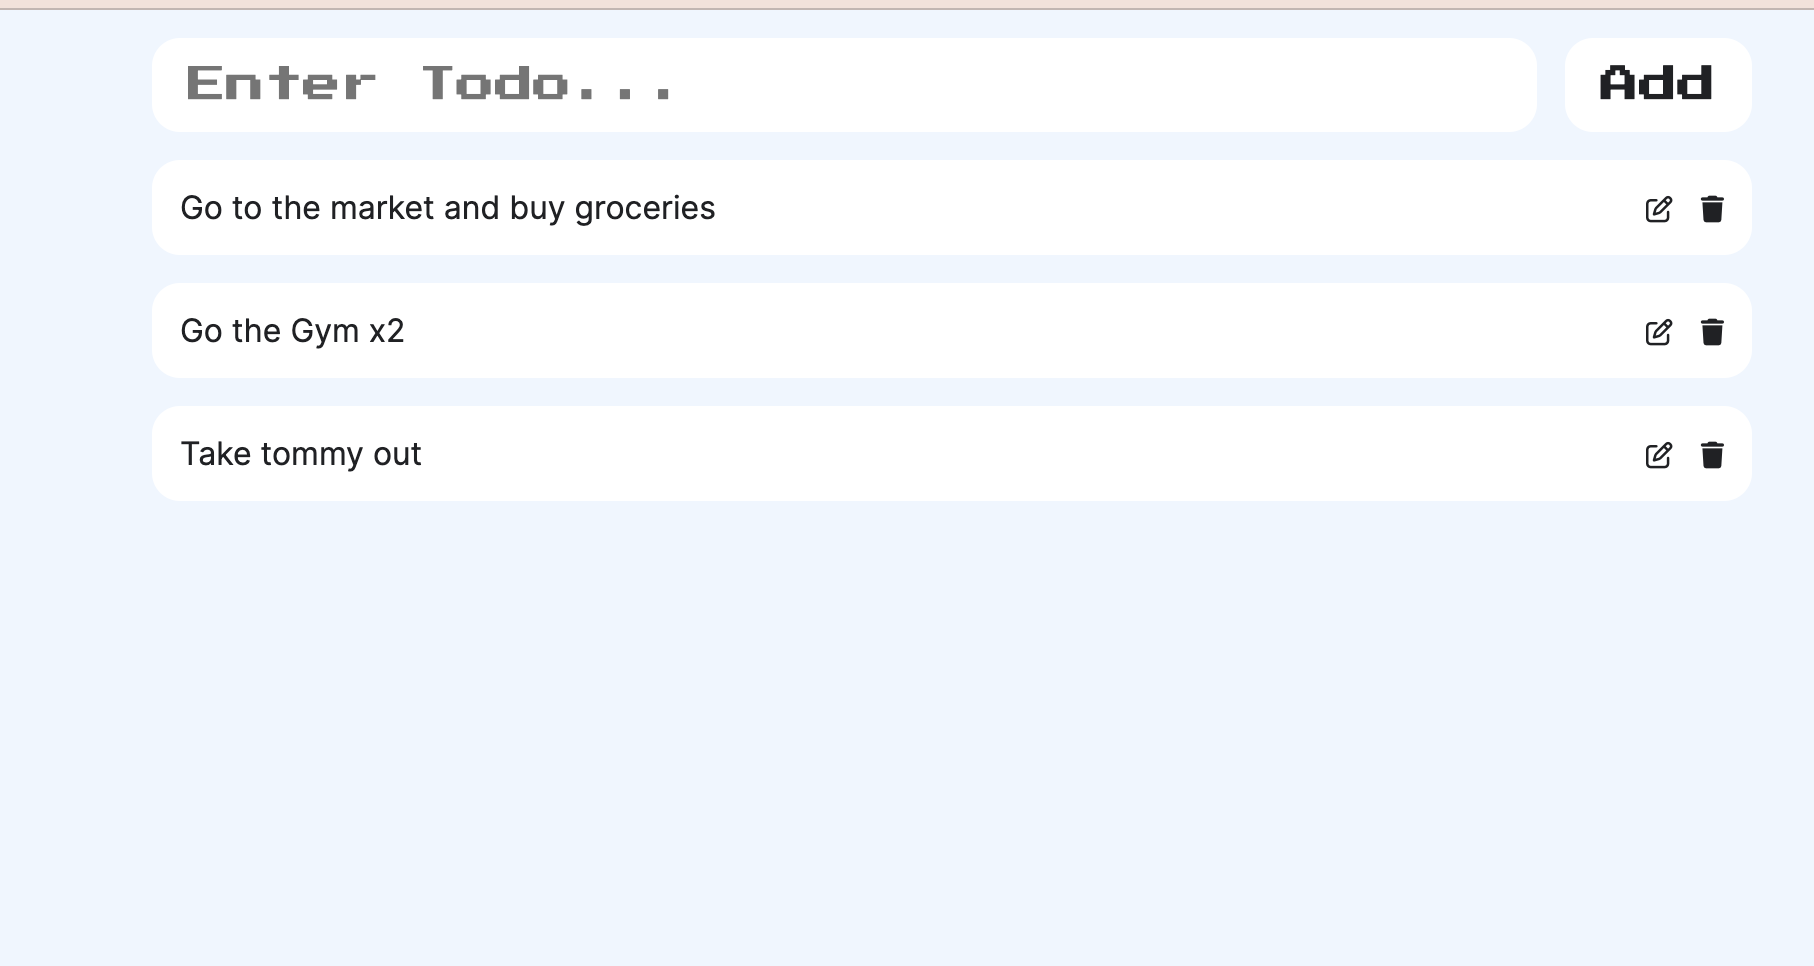 Enter Todo...
Add
Go to the market and buy groceries
Go the Gym x2
Take tommy out